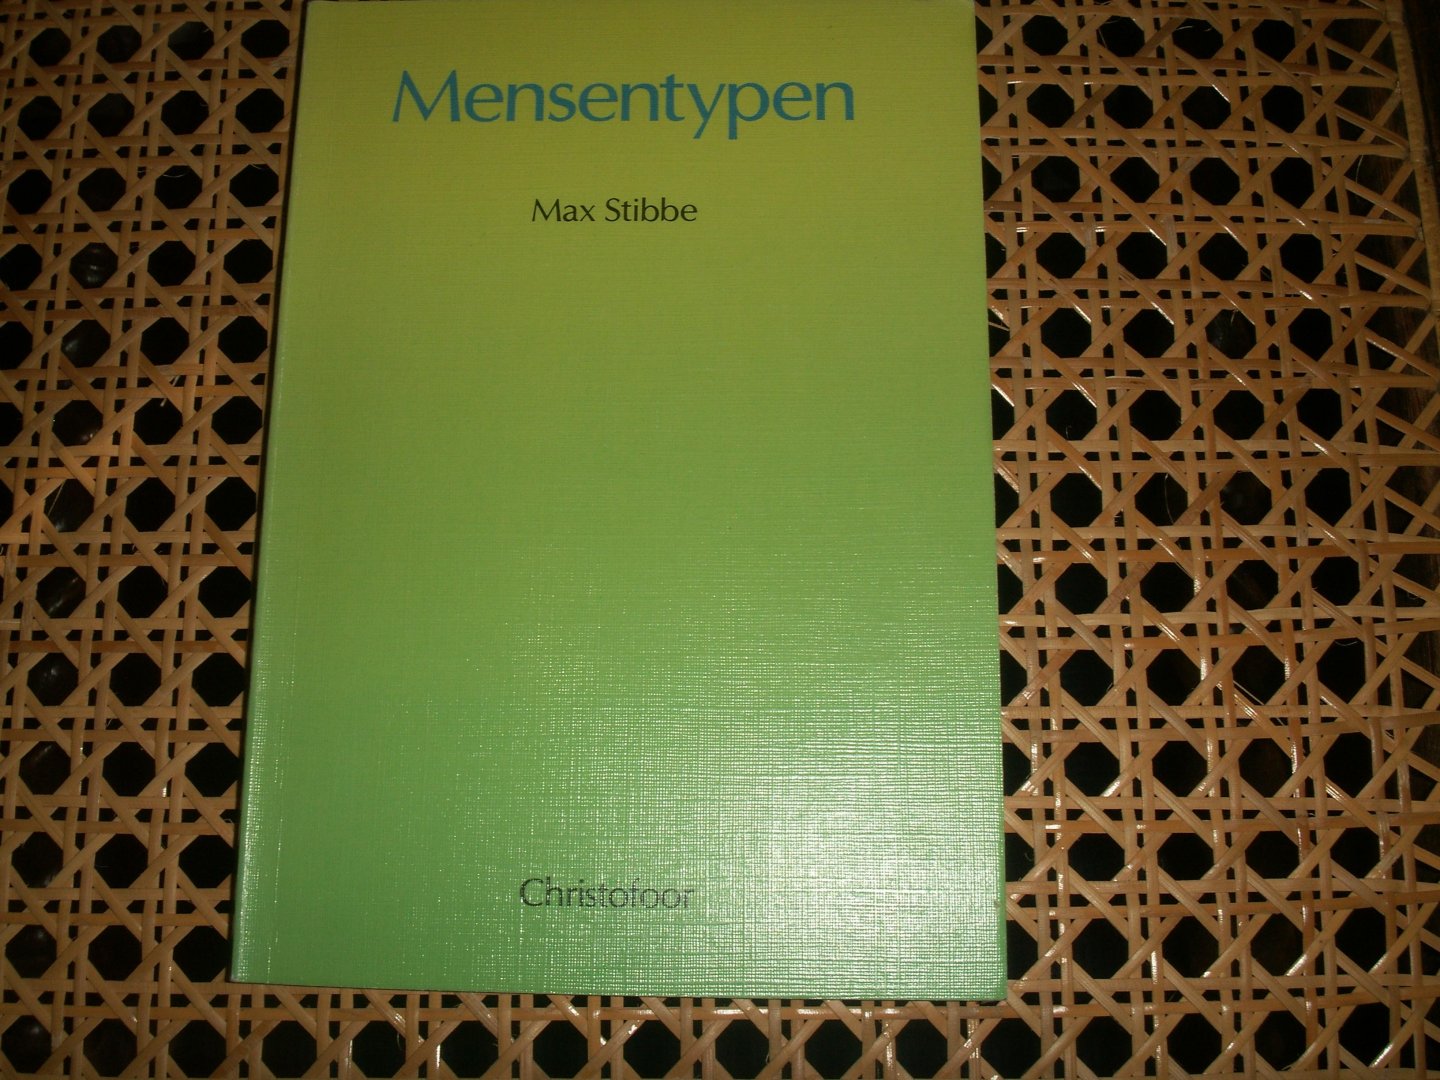 Mensentypen
Max Stibbe
Christofoor